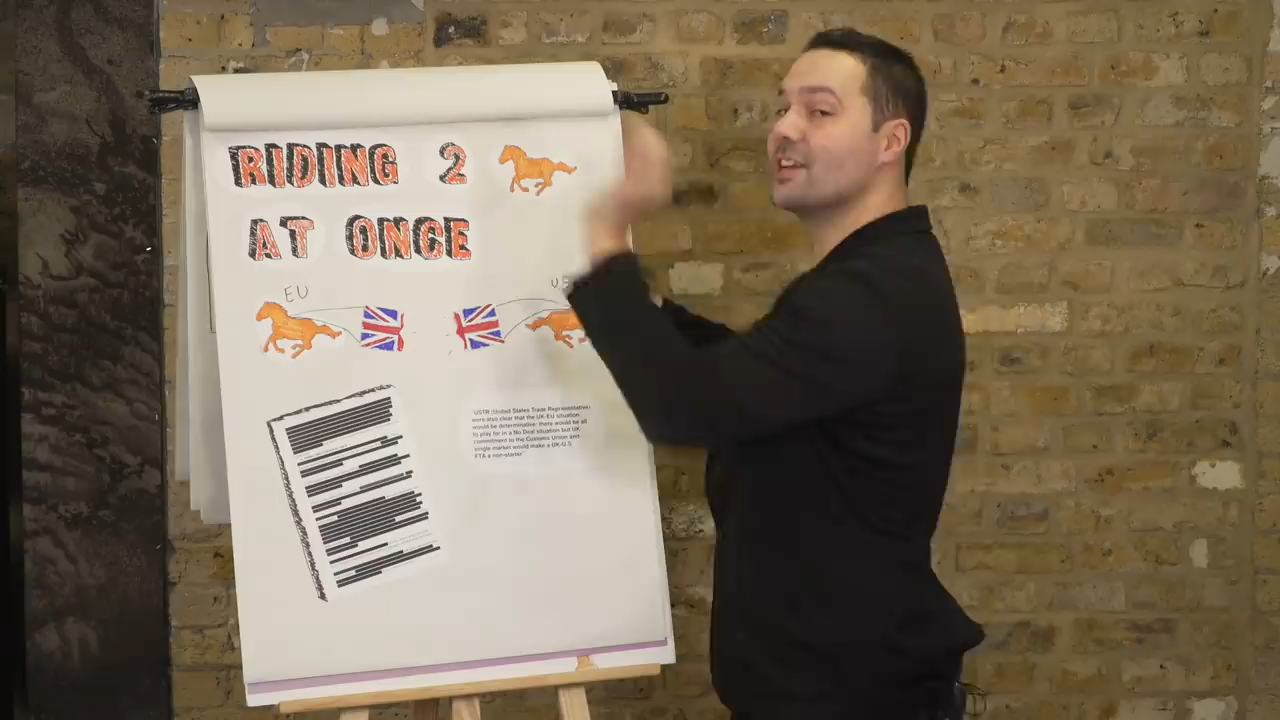 RIDING 2
AT ONCE
EU
US
"USTR (United States Trade Representative)
were also clear that the UK-EU situation
would be determinative: there would be all
to play for in a No Deal situation but UK
commitment to the Customs Union and
single market would make a UK-U.S.
FTA a non-starter"